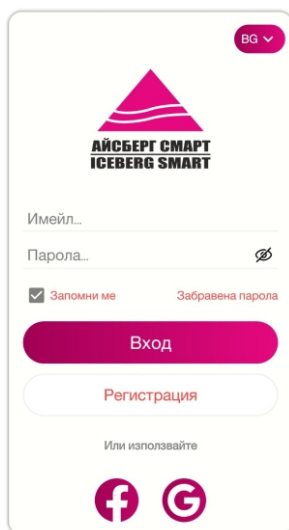 BG
АЙСБЕРГ СМАРТ
ICEBERG SMART
Имейл...
Парола...
Запомни ме Забравена парола
Вход
Регистрация
Или използвайте